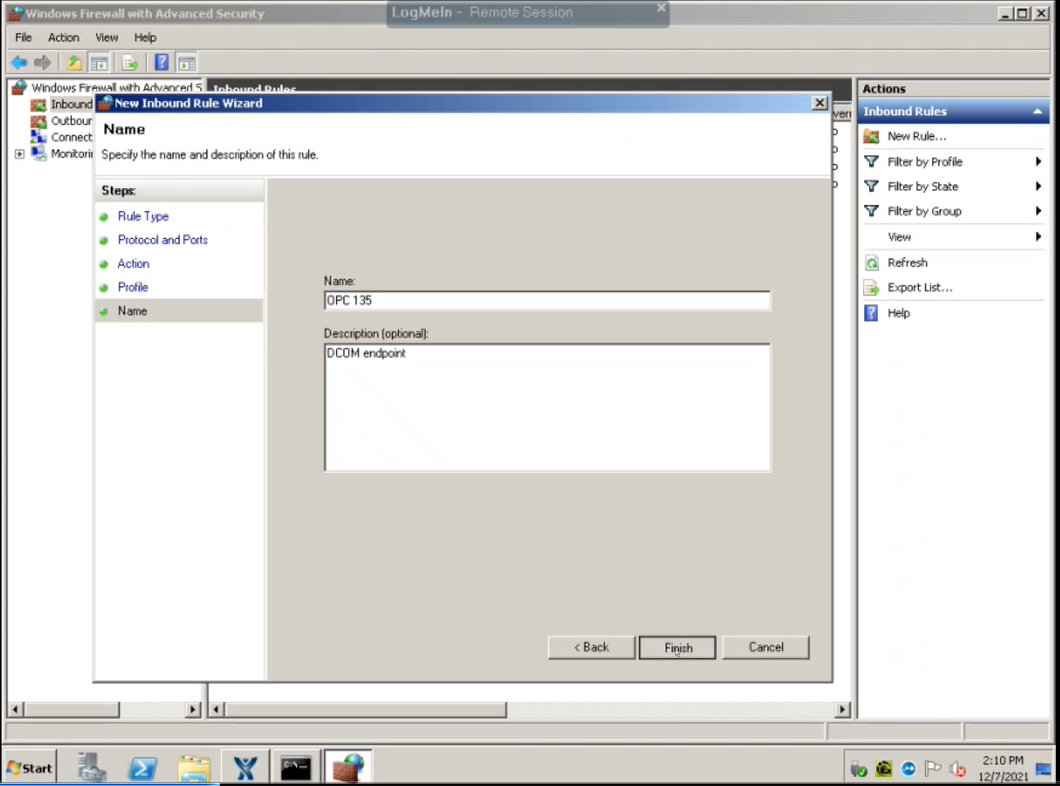 Windows Firewall with Advanced Security
LogMeIn - Remote Session
File Action View Help
Windows Firewall with Advanced S
Inbound Rules
Inbound
Outbour
Connect
Monitorin
New Inbound Rule Wizard
Name
Specify the name and description of this rule.
Steps:
Rule Type
Protocol and Ports
Action
Profile
Name
Name:
OPC 135
Description (optional):
DCOM endpoint
< Back
Finish
Cancel
Actions
Inbound Rules
New Rule...
Filter by Profile
Filter by State
Filter by Group
View
Refresh
Export List...
Help
Start
2:10 PM
12/7/2021